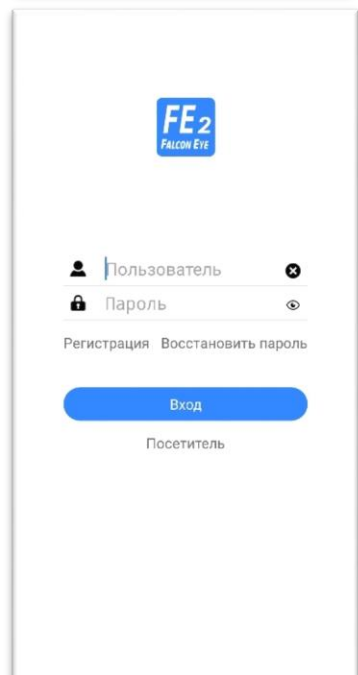 FE2
FALCON EYE
Пользователь
Пароль
Регистрация Восстановить пароль
Вход
Посетитель